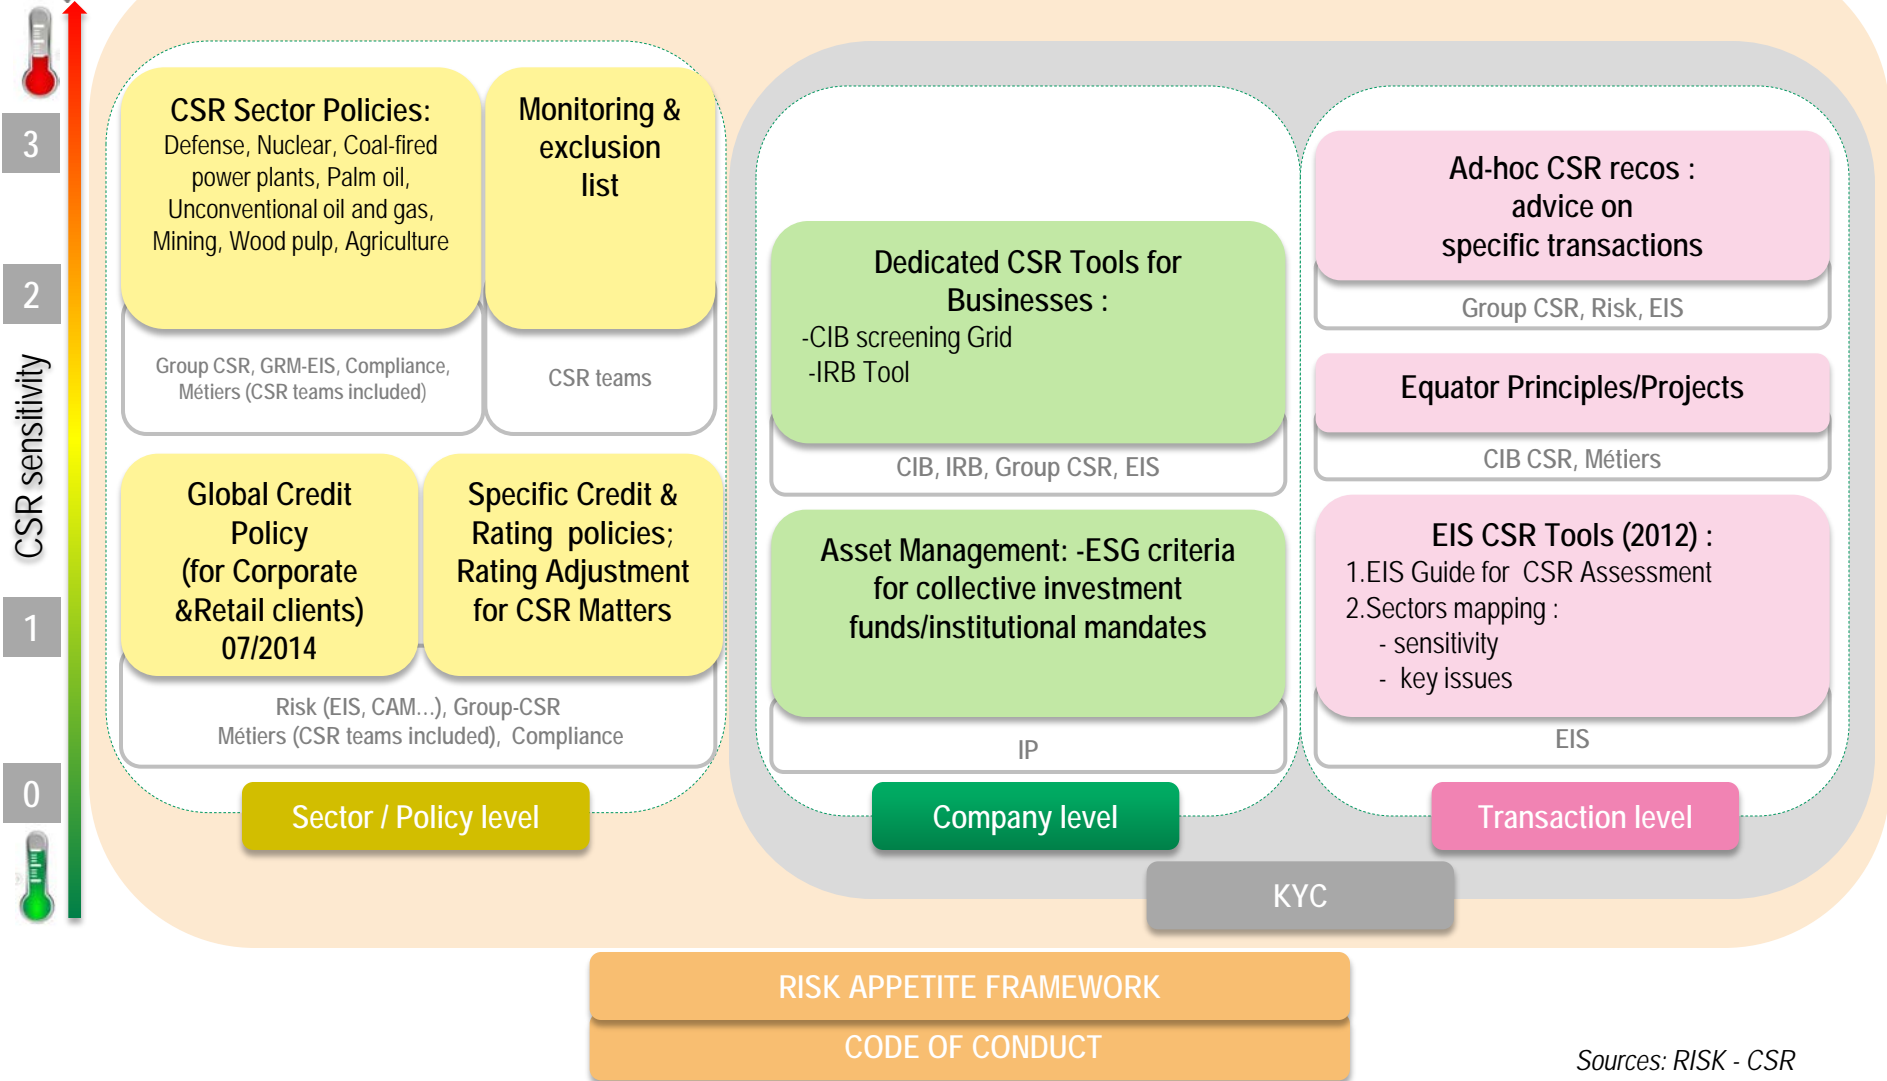 3
2
CSR sensitivity
1
0
CSR Sector Policies:
Defense, Nuclear, Coal-fired
power plants, Palm oil,
Unconventional oil and gas,
Mining, Wood pulp, Agriculture
Group CSR, GRM-EIS, Compliance,
Métiers (CSR teams included)
Monitoring &
exclusion
list
CSR teams
Global Credit
Policy
(for Corporate
&Retail clients)
07/2014
Specific Credit &
Rating policies;
Rating Adjustment
for CSR Matters
Risk (EIS, CAM...), Group-CSR
Métiers (CSR teams included), Compliance
Sector / Policy level
Dedicated CSR Tools for
Businesses :
-CIB screening Grid
-IRB Tool
CIB, IRB, Group CSR, EIS
Asset Management: -ESG criteria
for collective investment
funds/institutional mandates
IP
Company level
Ad-hoc CSR recos :
advice on
specific transactions
Group CSR, Risk, EIS
Equator Principles/Projects
CIB CSR, Métiers
EIS CSR Tools (2012) :
1.EIS Guide for CSR Assessment
2.Sectors mapping :
- sensitivity
- key issues
EIS
Transaction level
KYC
RISK APPETITE FRAMEWORK
CODE OF CONDUCT
Sources: RISK - CSR